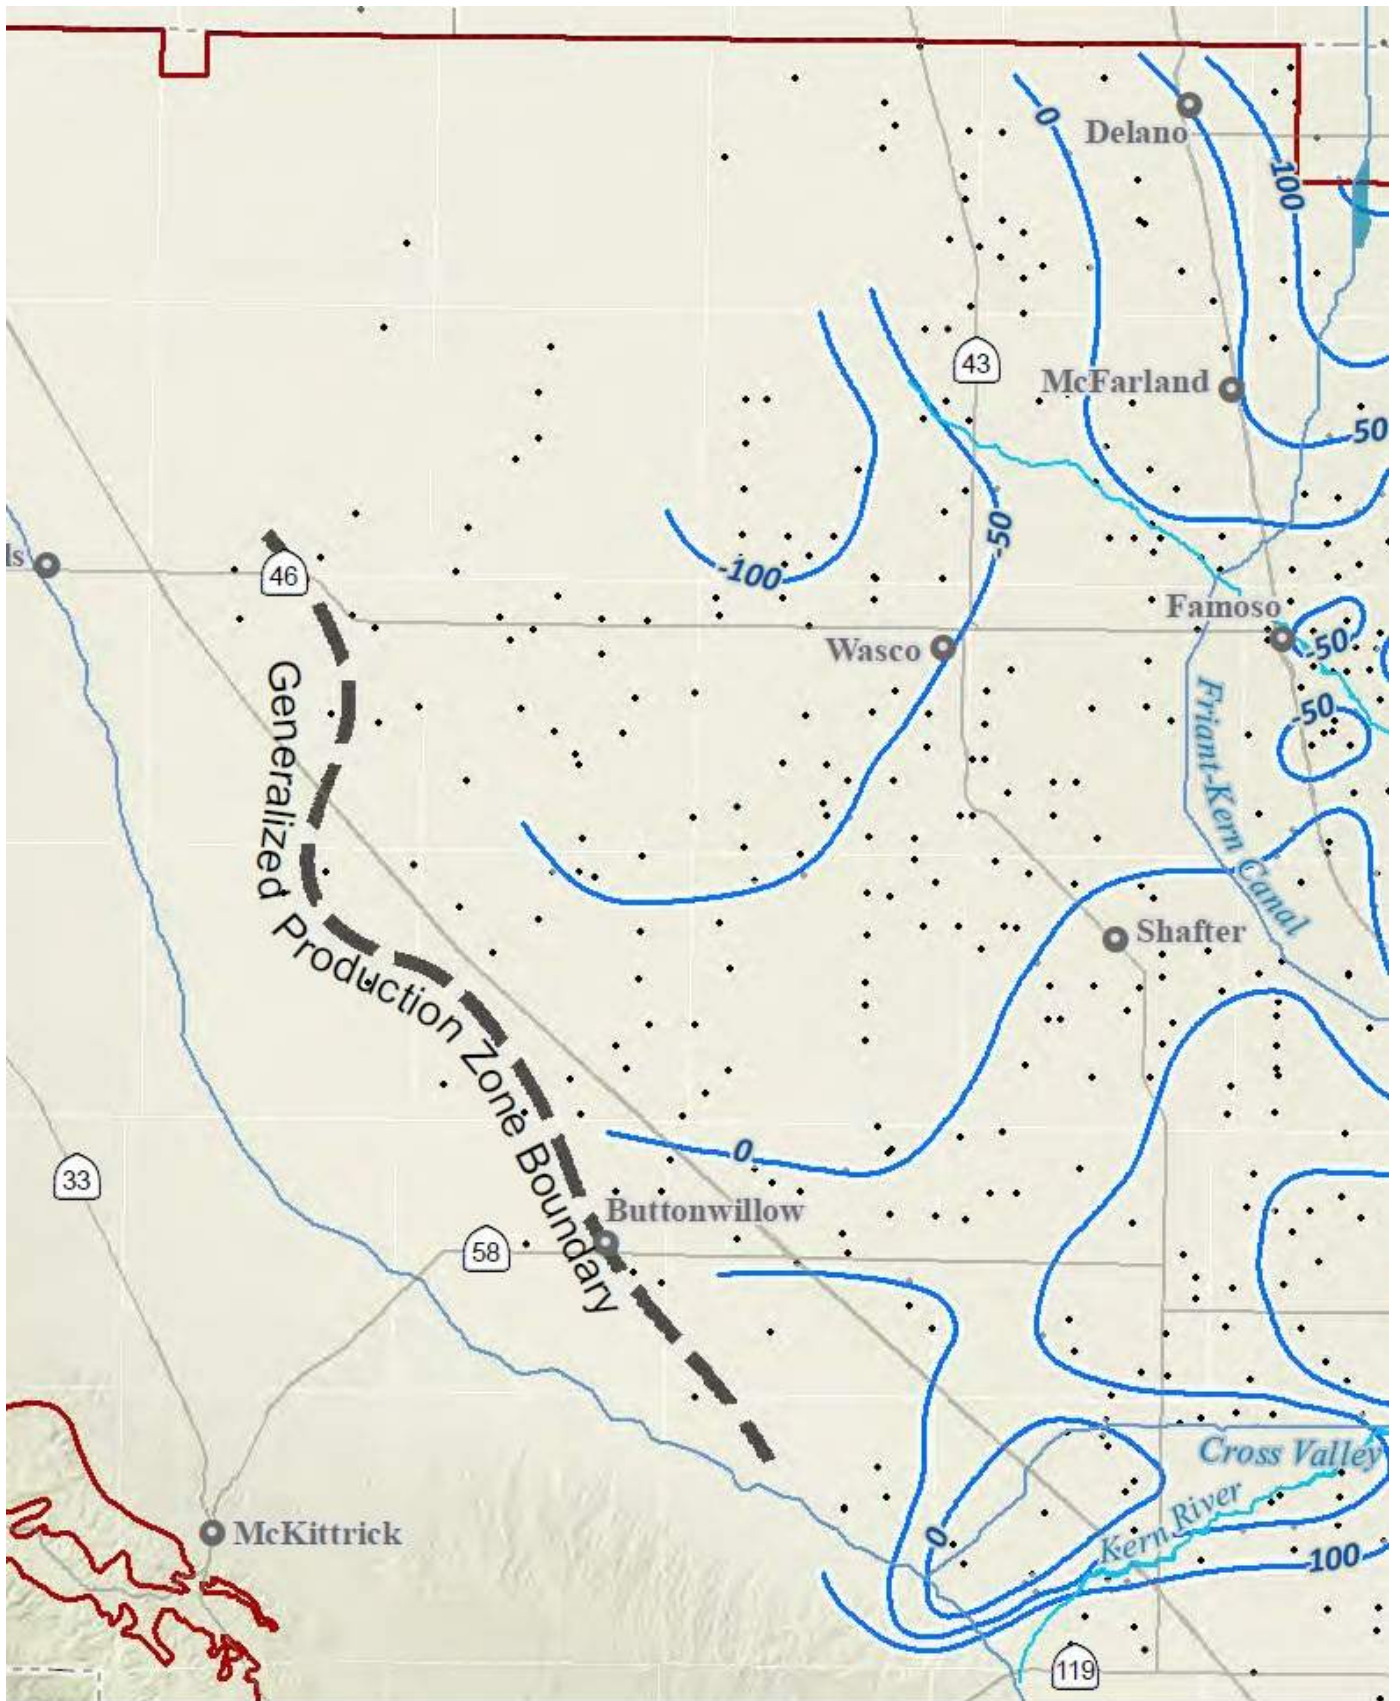 0
Delano
100
43
McFarland
50
ls
46
-100
-50
Famoso
-50
Wasco
-50
Generalized Production Zone Boundary
Friant-Kern Canal
Shafter
0
33
Buttonwillow
58
Cross Valley
McKittrick
0
Kern River
100
119